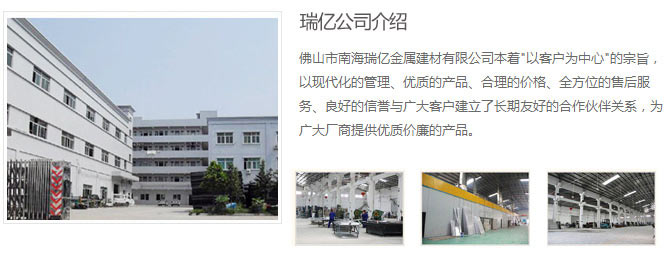 瑞亿公司介绍
佛山市南海瑞亿金属建材有限公司本着"以客户为中心"的宗旨，
以现代化的管理、优质的产品、合理的价格、全方位的售后服
务、良好的信誉与广大客户建立了长期友好的合作伙伴关系，为
广大厂商提供优质价廉的产品。